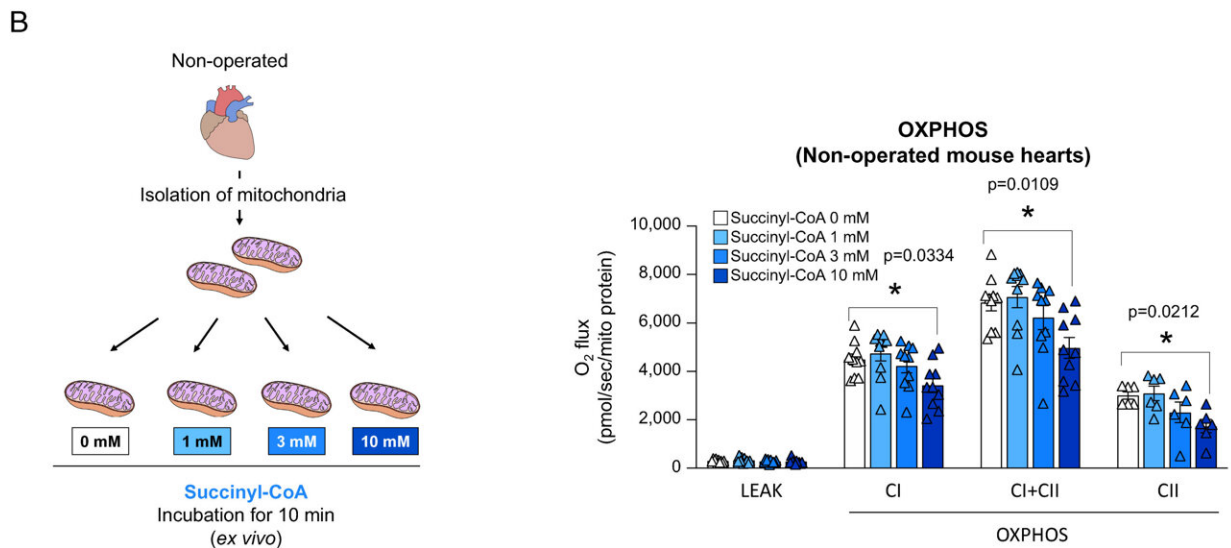 B
Non-operated
Isolation of mitochondria
0 mM
1 mM
3 mM
10 mM
Succinyl-CoA
Incubation for 10 min
(ex vivo)
OXPHOS
(Non-operated mouse hearts)
p=0.0109
*
Succinyl-CoA 0 mM
Succinyl-CoA 1 mM
Succinyl-CoA 3 mM
Succinyl-CoA 10 mM
p=0.0334
*
p=0.0212
*
O2 flux
(pmol/sec/mito protein)
10,000
8,000
6,000
4,000
2,000
0
LEAK
CI
CI+CII
CII
OXPHOS